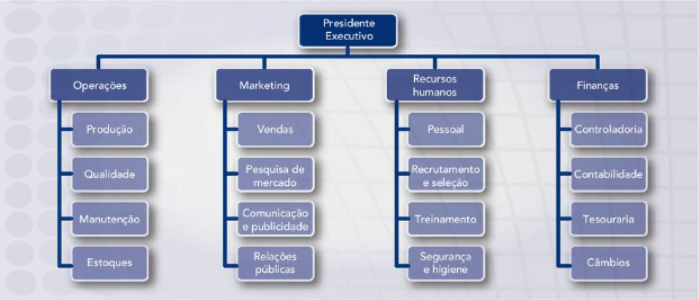 Presidente
Executivo
Operações
Marketing
Recursos
humanos
Finanças
Produção
Vendas
Pessoal
Controladoria
Qualidade
Pesquisa de
mercado
Recrutamento
e seleção
Contabilidade
Manutenção
Comunicação
e publicidade
Treinamento
Tesouraria
Estoques
Relações
públicas
Segurança
e higiene
Câmbios